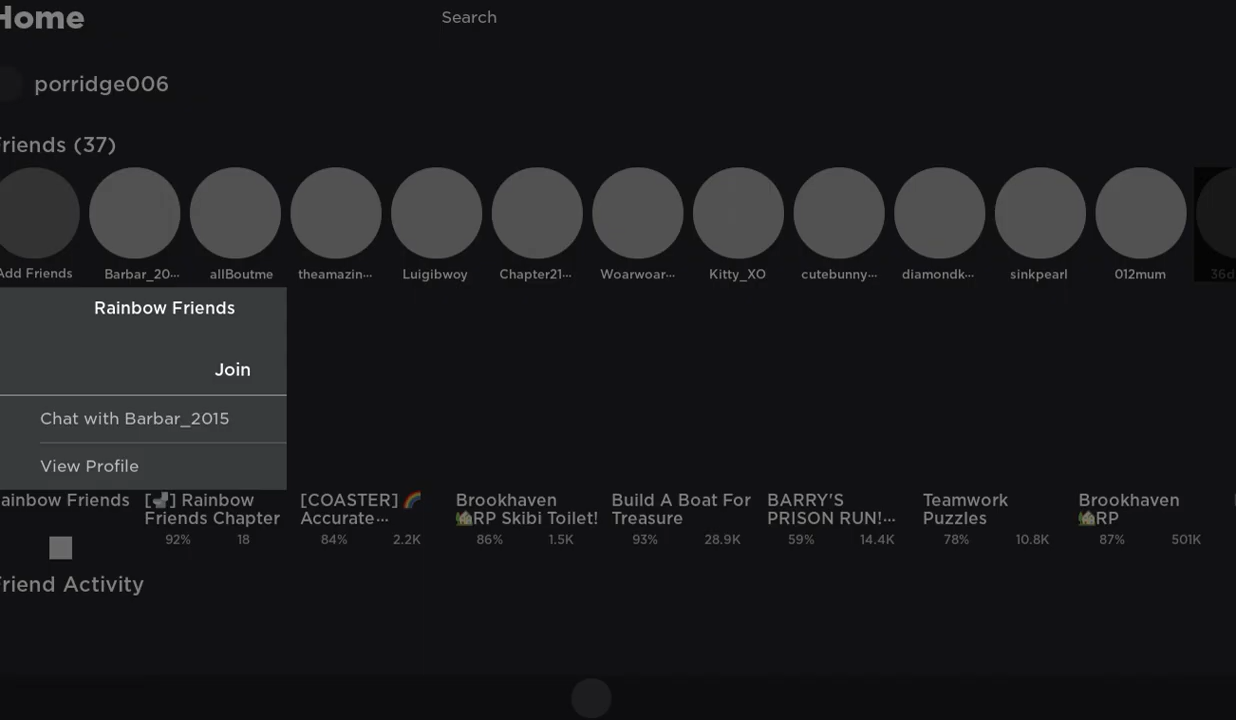 Home
Search
porridge006
Friends (37)
Add Friends
Barbar_20...
allBoutme
theamazin...
Luigibwoy
Chapter21...
Woarwoar...
Kitty_XO
cutebunny...
diamondk...
sinkpearl
012mum
36d
Rainbow Friends
Join
Chat with Barbar_2015
View Profile
ainbow Friends
[🚽] Rainbow
Friends Chapter
92% 18
[COASTER] 🌈
Accurate...
84% 2.2K
Brookhaven
🏡RP Skibi Toilet!
86% 1.5K
Build A Boat For
Treasure
93% 28.9K
BARRY'S
PRISON RUN!...
59% 14.4K
Teamwork
Puzzles
78% 10.8K
Brookhaven
🏡RP
87% 501K
Friend Activity